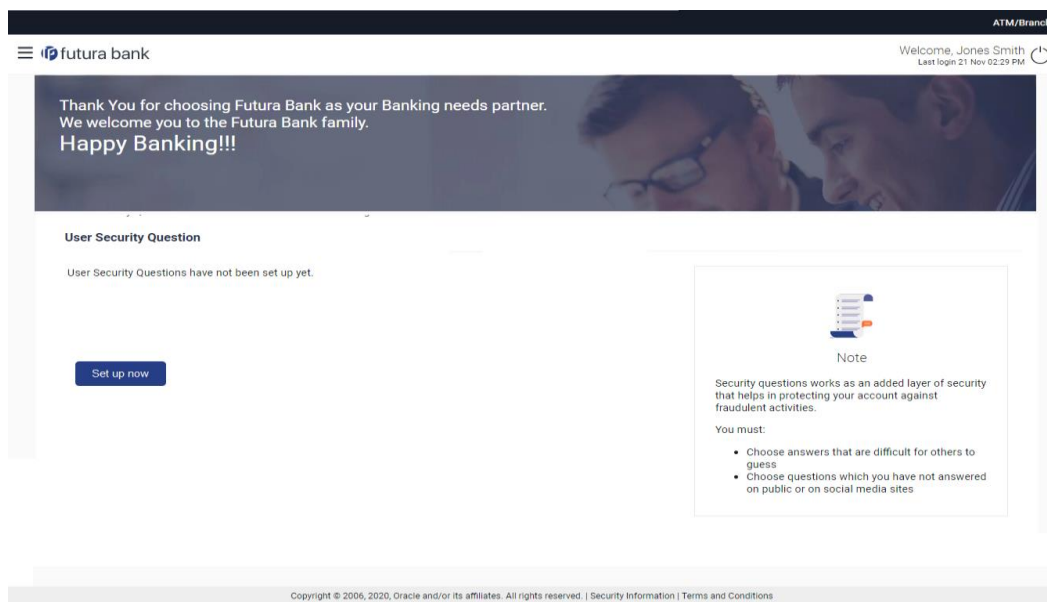 ATM/Branch
futura bank
Welcome, Jones Smith
Last login 21 Nov 02:29 PM
Thank You for choosing Futura Bank as your Banking needs partner.
We welcome you to the Futura Bank family.
Happy Banking!!!
User Security Question
User Security Questions have not been set up yet.
Set up now
Note
Security questions works as an added layer of security
that helps in protecting your account against
fraudulent activities.
You must:
• Choose answers that are difficult for others to
guess
• Choose questions which you have not answered
on public or on social media sites
Copyright © 2006, 2020, Oracle and/or its affiliates. All rights reserved. | Security Information | Terms and Conditions